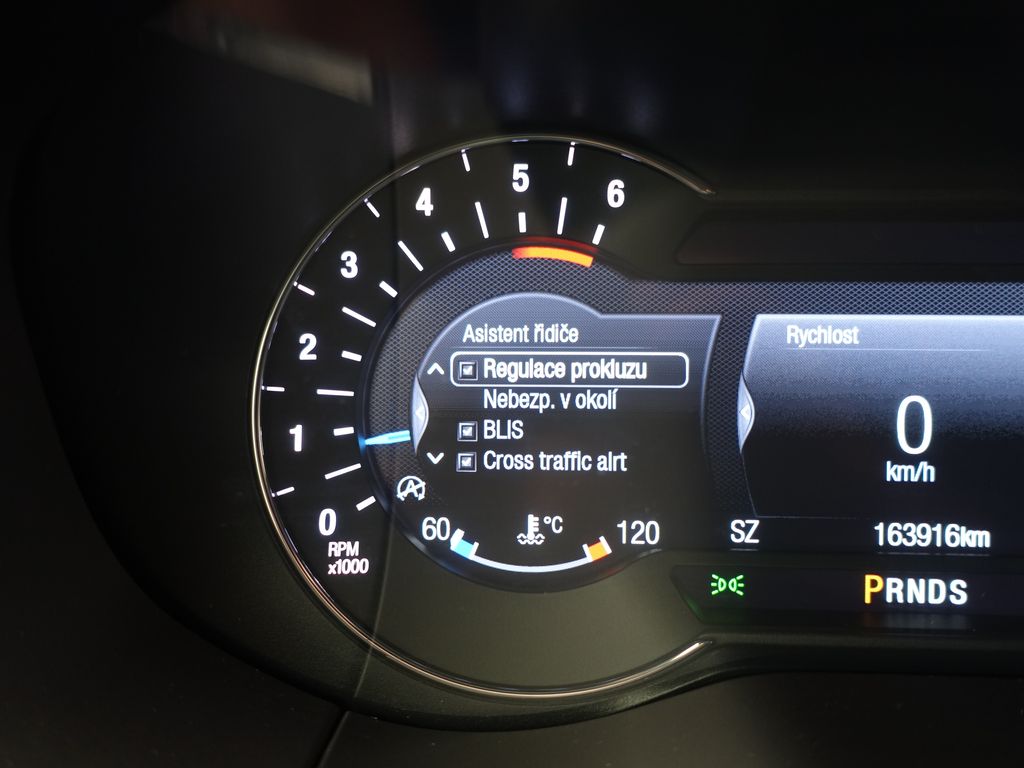 6
5
4
3
2
1
0
RPM
x1000
Asistent řidiče
Regulace prokluzu
Nebezp. v okolí
BLIS
Cross traffic alrt
60
°C
120
Rychlost
0
km/h
SZ
163916km
PRNDS